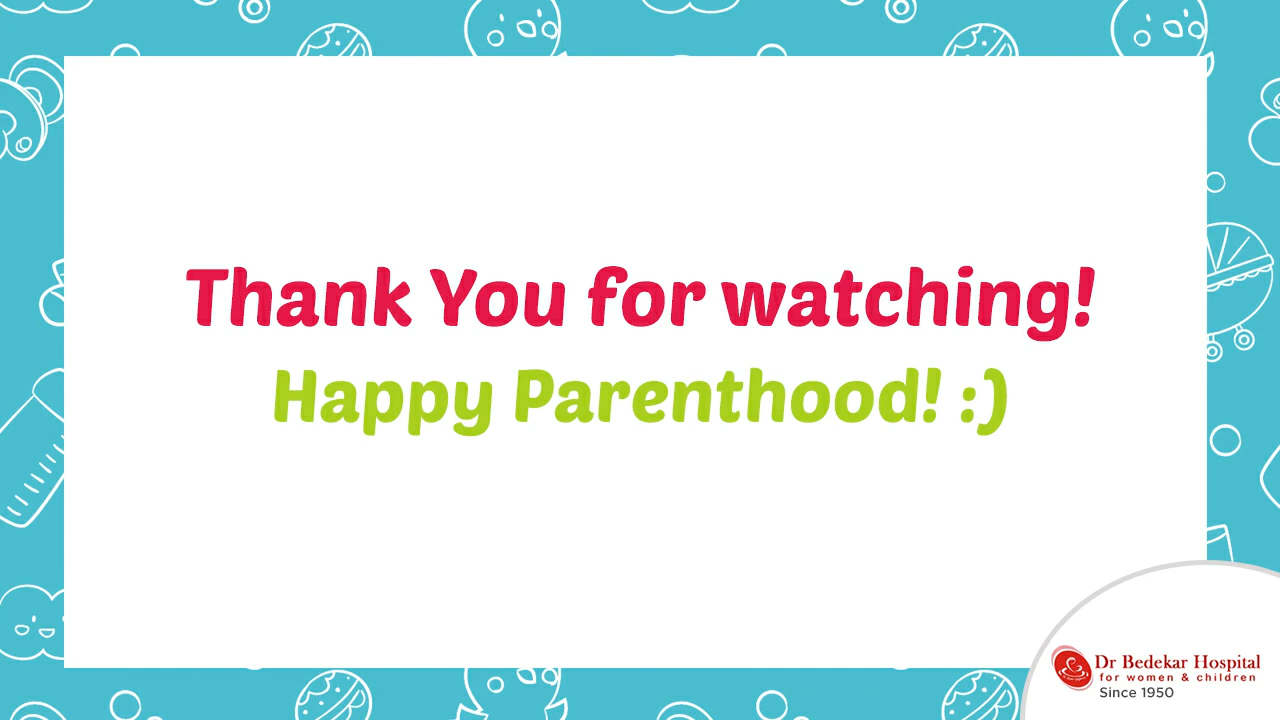 Thank You for watching!
Happy Parenthood! :)
Dr Bedekar Hospital
for women & children
Since 1950